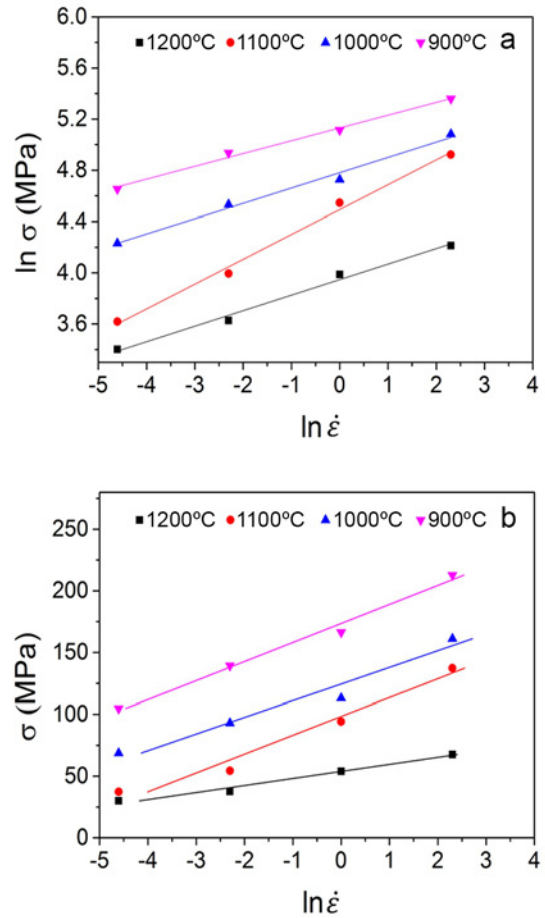 1200ºC 1100ºC 1000ºC 900ºC a
6.0
5.6
5.2
4.8
4.4
4.0
3.6
ln σ (MPa)
-5 -4 -3 -2 -1 0 1 2 3 4
ln ε̇
1200ºC 1100ºC 1000ºC 900ºC b
250
200
150
100
50
0
σ (MPa)
-5 -4 -3 -2 -1 0 1 2 3 4
ln ε̇